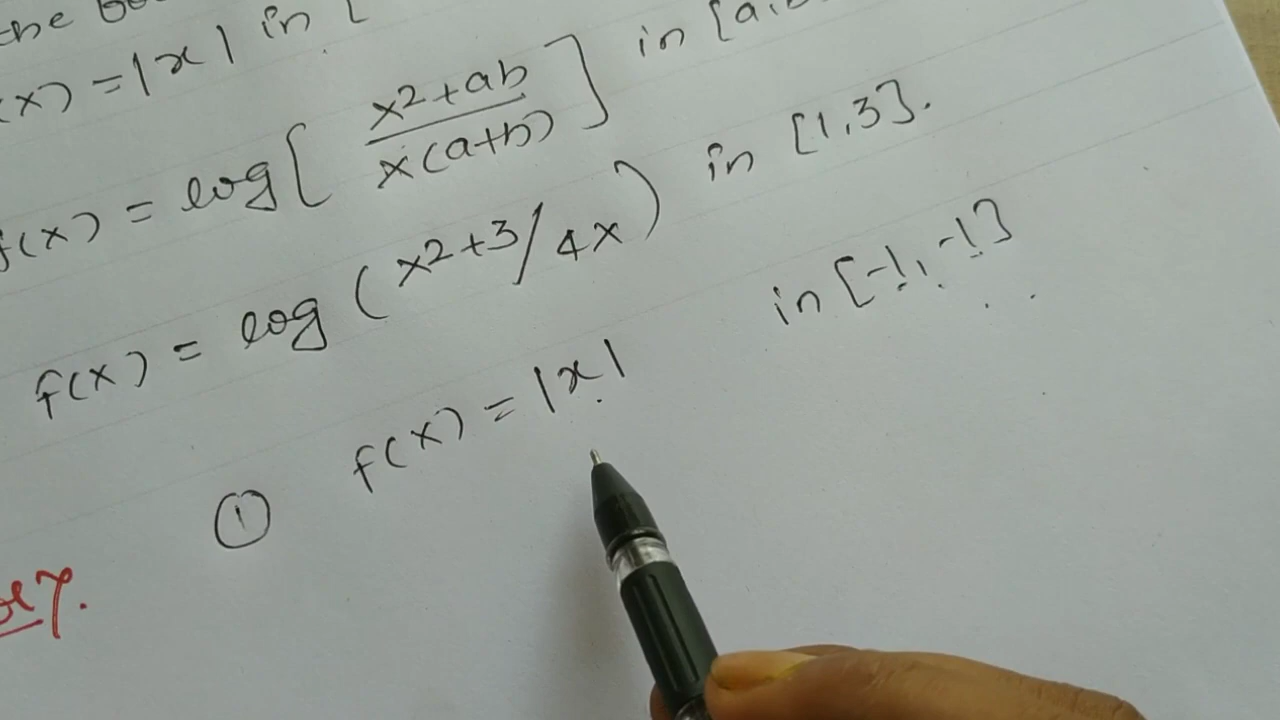 the
(x) = |x| in [
f(x) = log[ x²+ab / x(a+b) ] in [a,
f(x) = log (x²+3/4x) in [1,3].
① f(x) = |x| in [-1, -1]